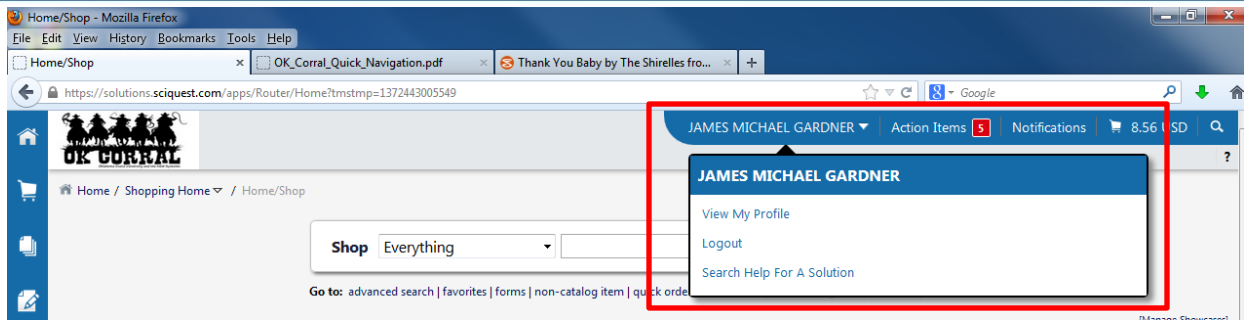 Home/Shop - Mozilla Firefox
File Edit View History Bookmarks Tools Help
Home/Shop × OK_Corral_Quick_Navigation.pdf × Thank You Baby by The Shirelles fro... × +
https://solutions.sciquest.com/apps/Router/Home?tmstmp=1372443005549 Google
OK CORRAL
JAMES MICHAEL GARDNER Action Items 5 Notifications 8.56 USD
?
Home / Shopping Home / Home/Shop
JAMES MICHAEL GARDNER
View My Profile
Logout
Search Help For A Solution
Shop Everything
Go to: advanced search | favorites | forms | non-catalog item | quick orde
[Manage Showcases]